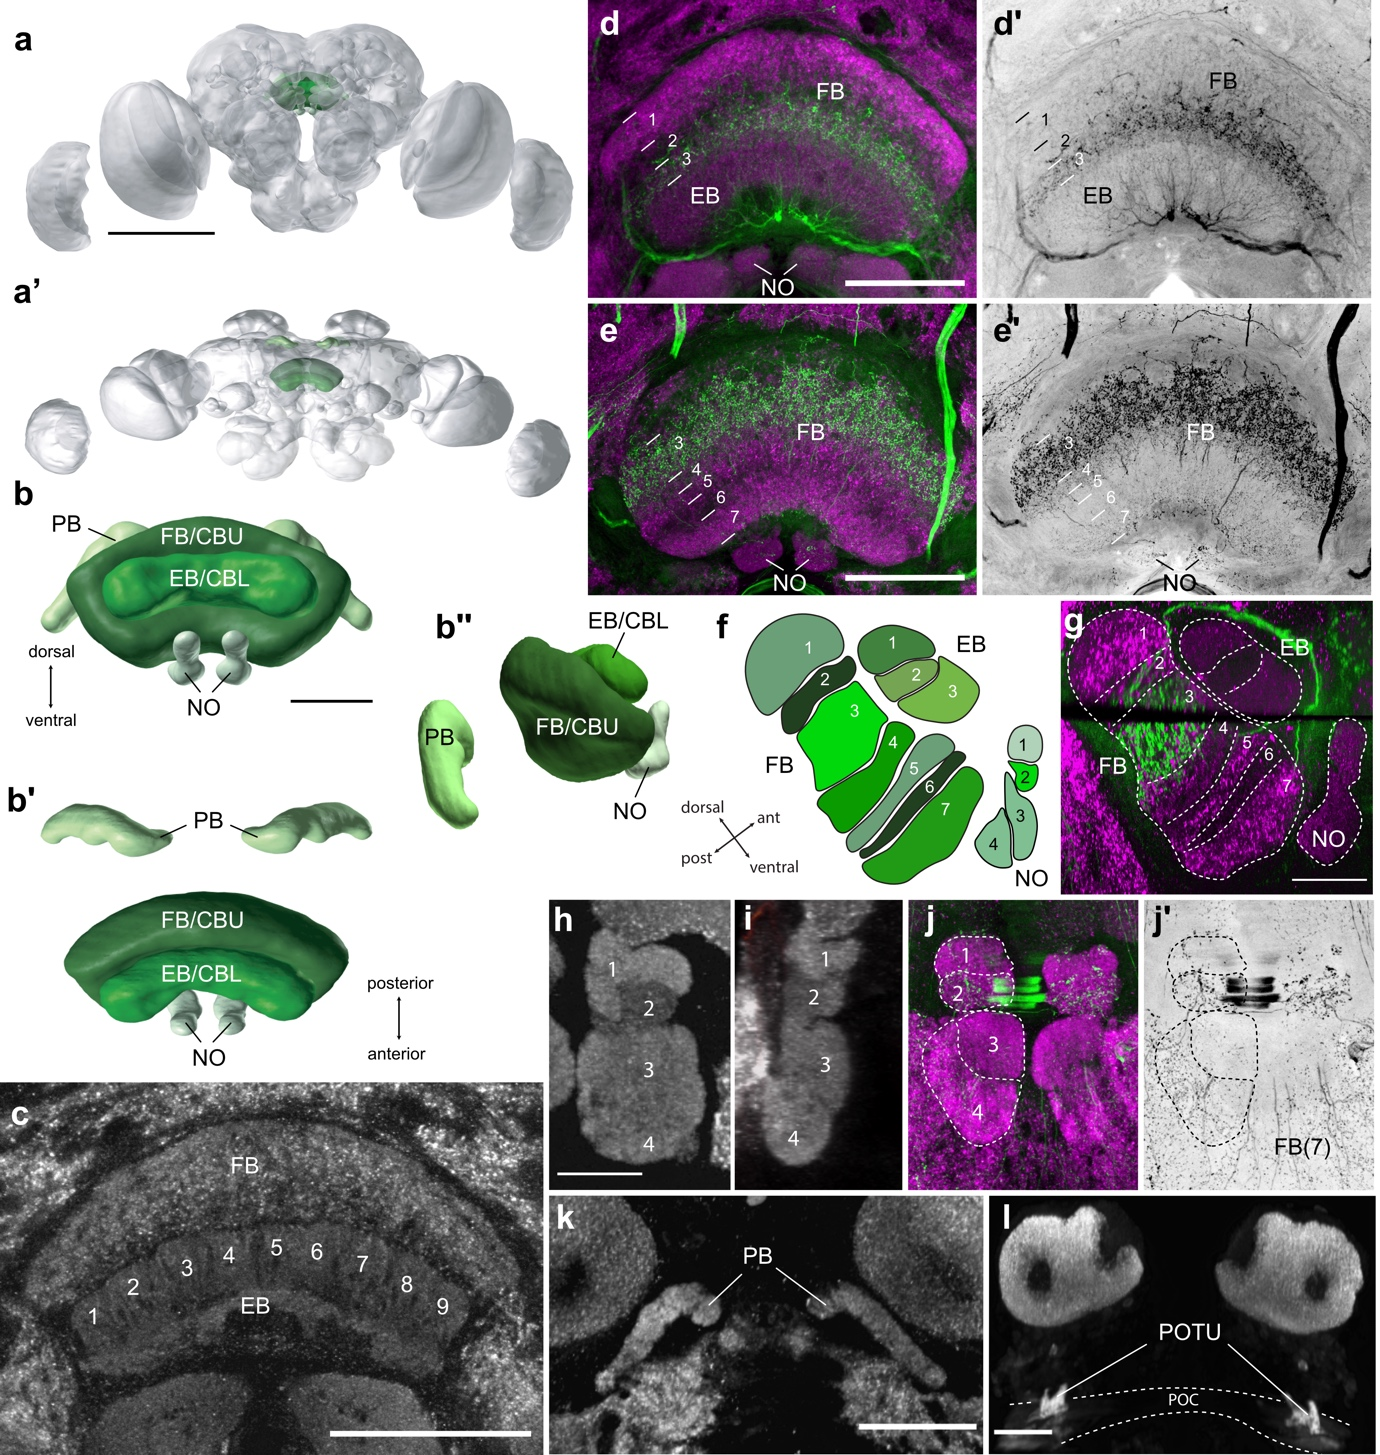 a
a’
b
PB
FB/CBU
EB/CBL
dorsal
ventral
NO
b''
EB/CBL
PB
FB/CBU
NO
b'
PB
FB/CBU
EB/CBL
posterior
anterior
NO
c
FB
1 2 3 4 5 6 7 8 9
EB
d
FB
1
2
3
EB
NO
d'
FB
1
2
3
EB
e
3
FB
4
5
6
7
NO
e'
3
FB
4
5
6
7
NO
f
1
2
3
4
5
6
7
FB
EB
1
2
3
1
2
3
4
NO
dorsal
ant
post
ventral
g
1
2
3
4
5
6
7
EB
FB
NO
h
1
2
3
4
i
1
2
3
4
j
1
2
3
4
j'
FB(7)
k
PB
l
POTU
POC